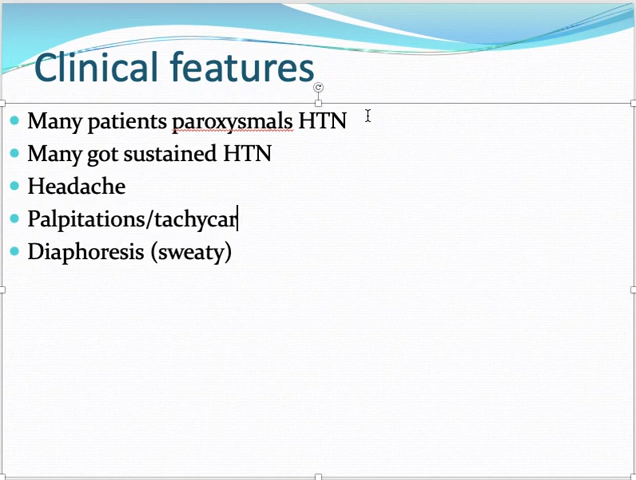 Clinical features
Many patients paroxysmals HTN
Many got sustained HTN
Headache
Palpitations/tachycar
Diaphoresis (sweaty)